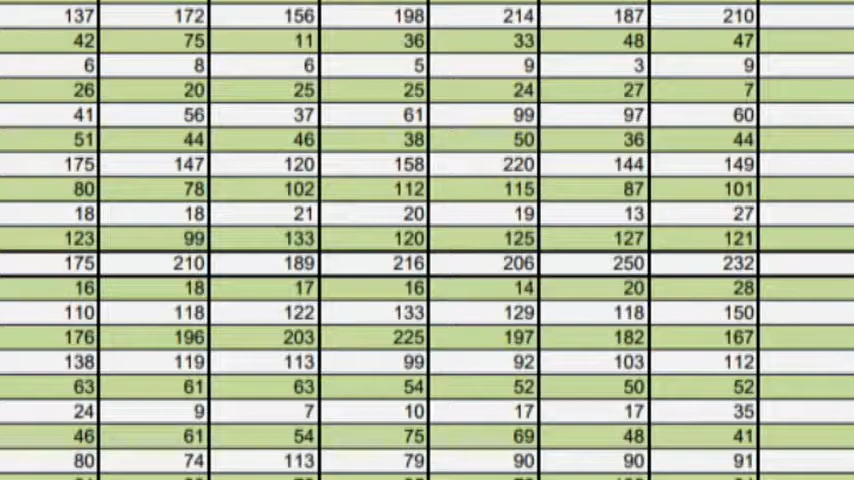 137 172 156 198 214 187 210
42 75 11 36 33 48 47
6 8 6 5 9 3 9
26 20 25 25 24 27 7
41 56 37 61 99 97 60
51 44 46 38 50 36 44
175 147 120 158 220 144 149
80 78 102 112 115 87 101
18 18 21 20 19 13 27
123 99 133 120 125 127 121
175 210 189 216 206 250 232
16 18 17 16 14 20 28
110 118 122 133 129 118 150
176 196 203 225 197 182 167
138 119 113 99 92 103 112
63 61 63 54 52 50 52
24 9 7 10 17 17 35
46 61 54 75 69 48 41
80 74 113 79 90 90 91